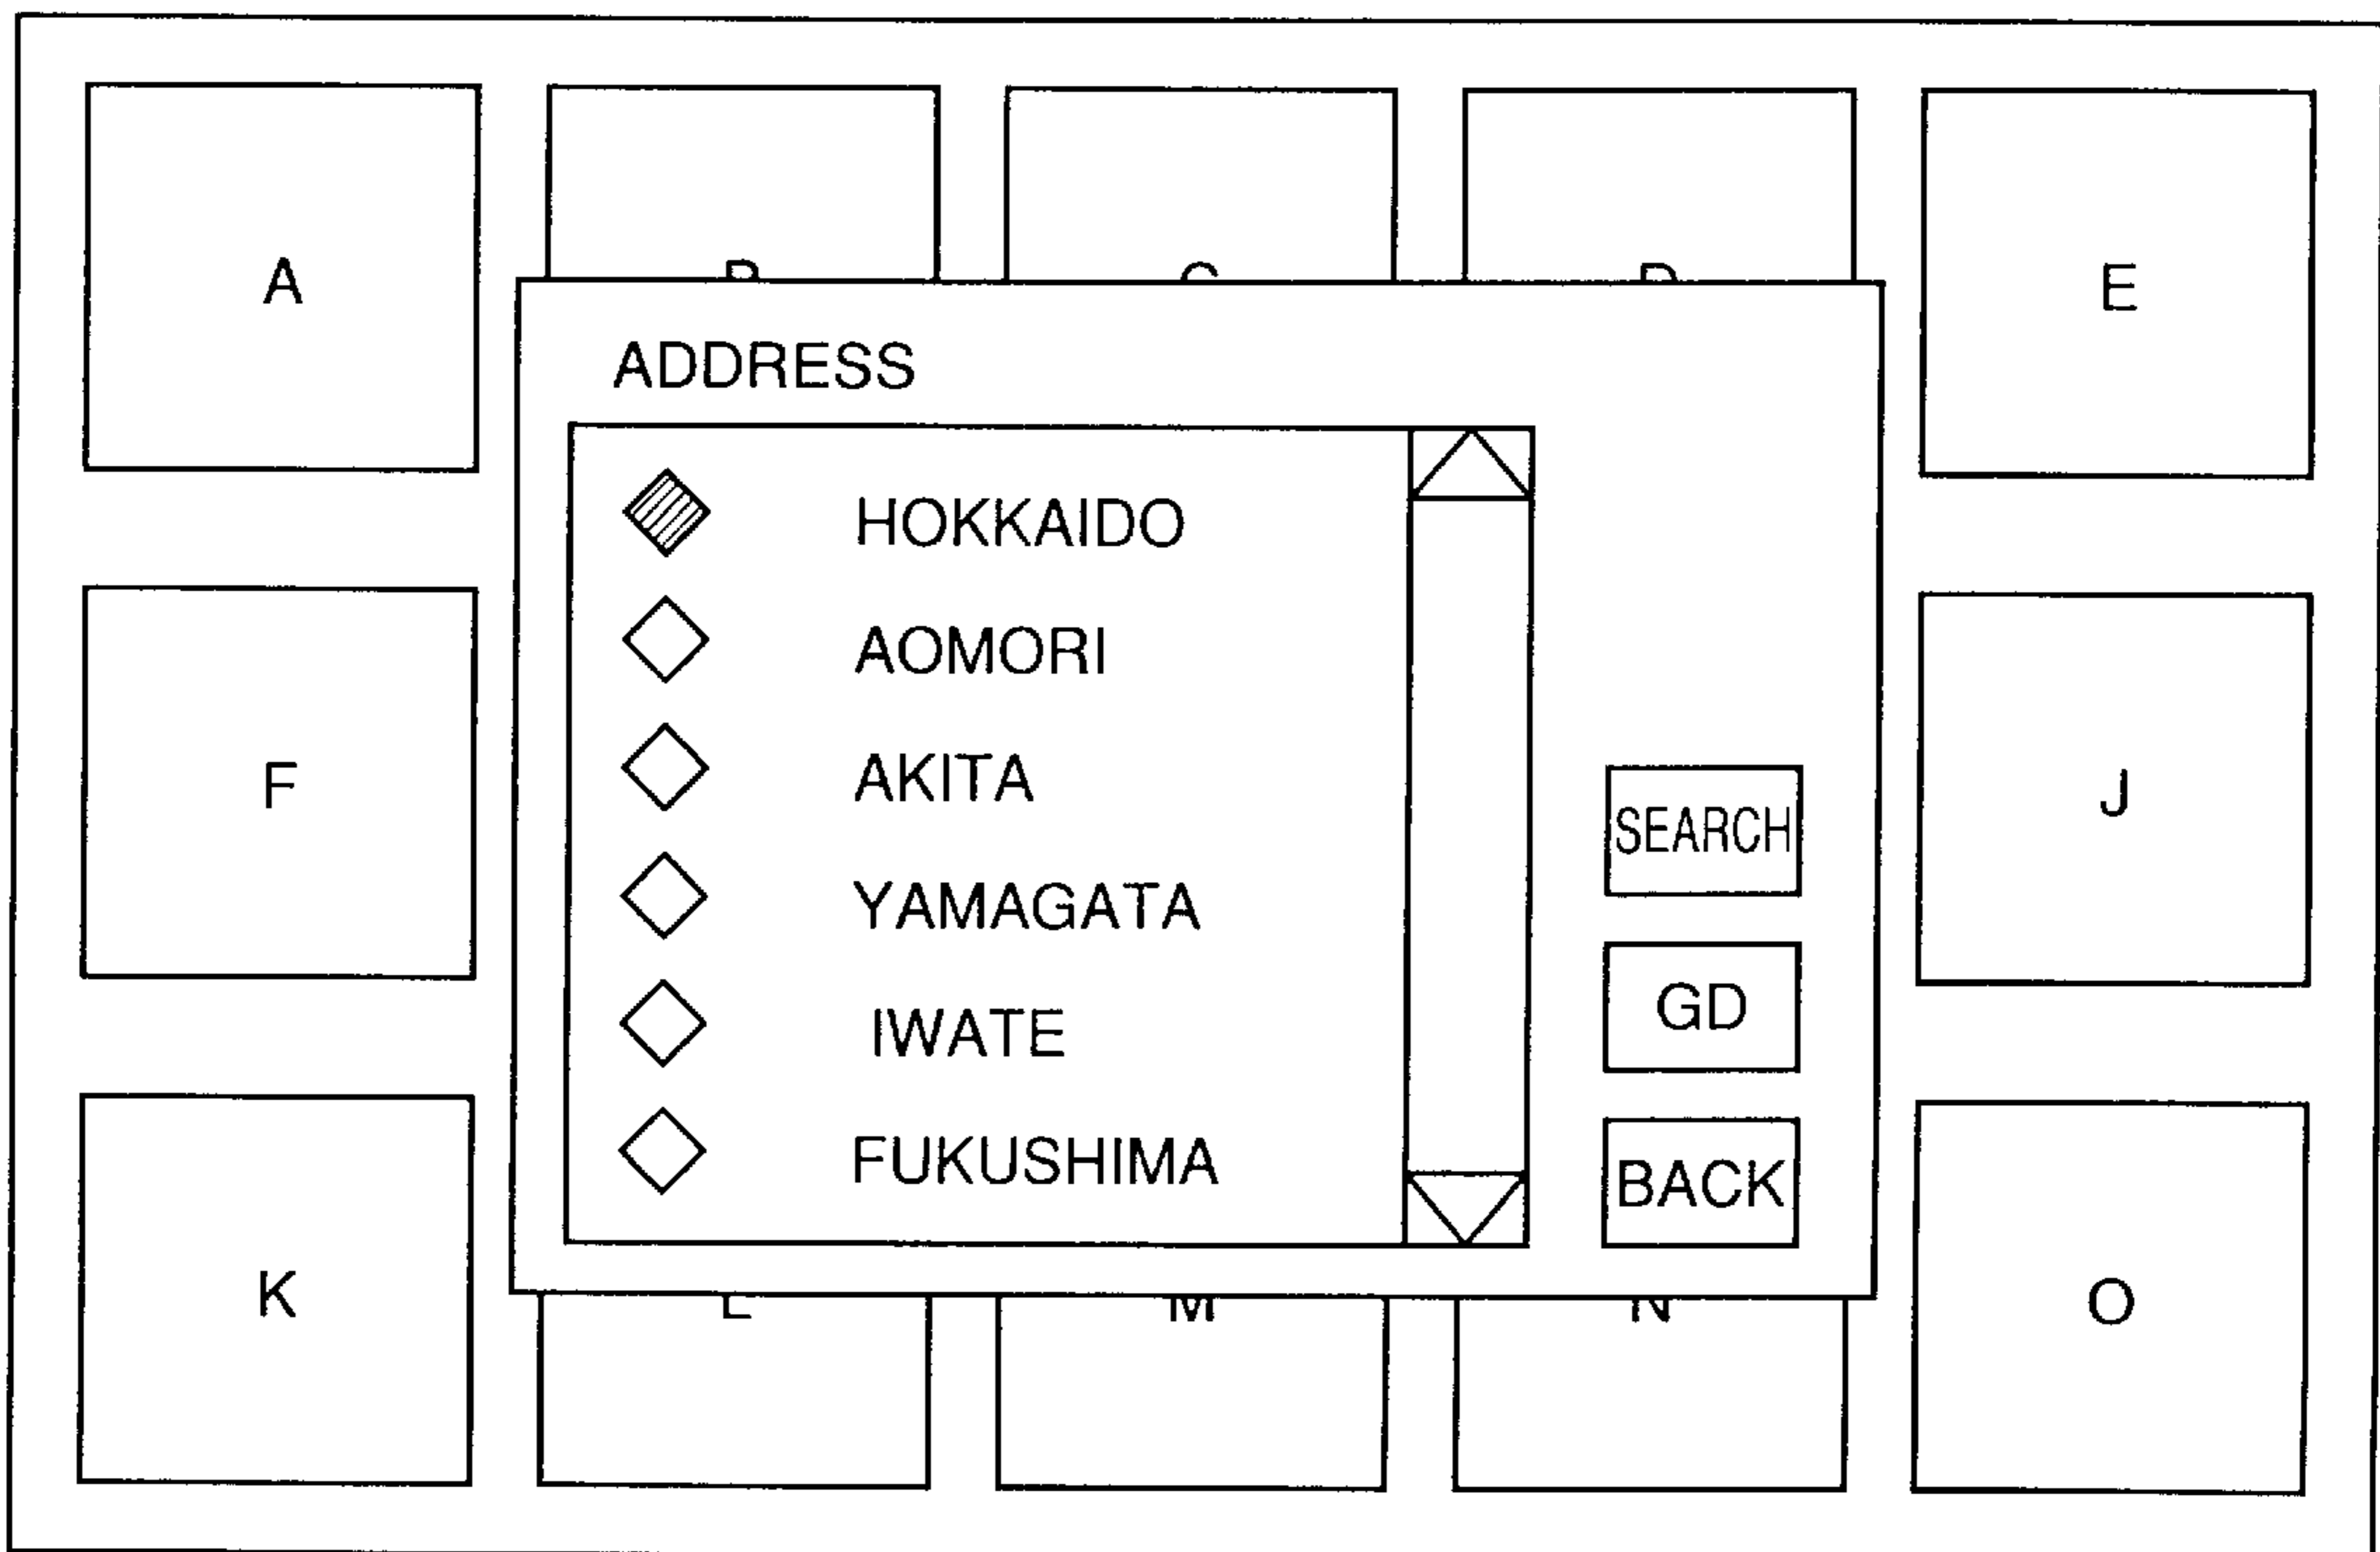 A B C D E
ADDRESS
HOKKAIDO
AOMORI
AKITA
YAMAGATA
IWATE
FUKUSHIMA
SEARCH
GD
BACK
F J
K L M N O